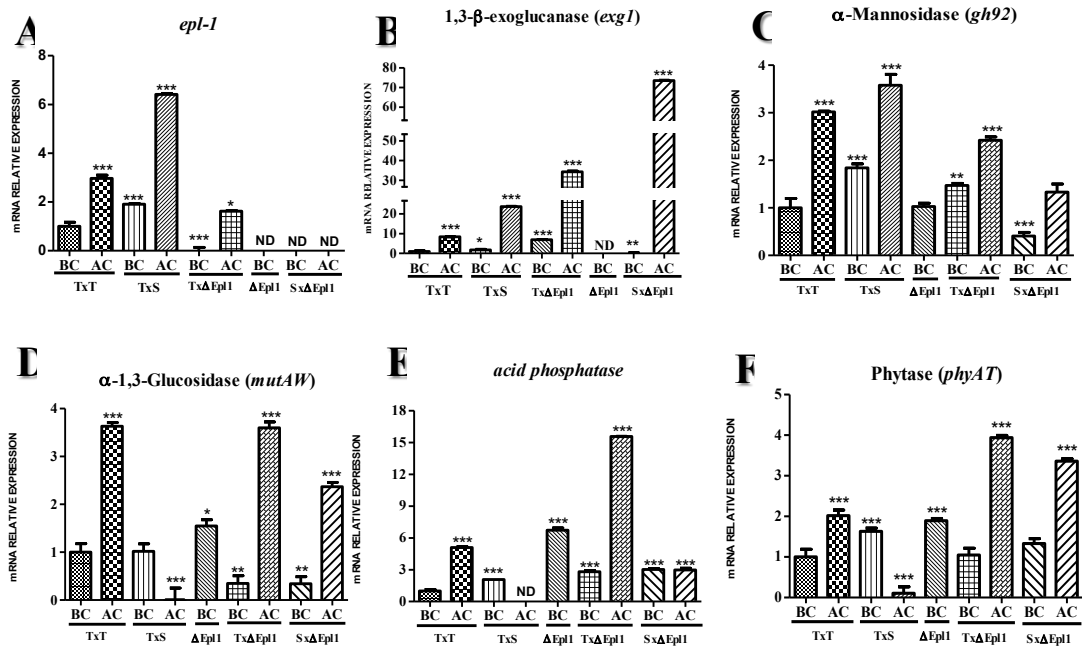 A
epl-1
mRNA RELATIVE EXPRESSION
8
6
4
2
0
***
***
***
***
*
ND
ND
ND
BC AC BC AC BC AC BC BC AC
TxT TxS TxΔEpl1 ΔEpl1 SxΔEpl1
B
1,3-β-exoglucanase (exg1)
mRNA RELATIVE EXPRESSION
80
70
60
50
40
30
20
10
0
***
*
***
***
***
ND
**
***
BC AC BC AC BC AC BC BC AC
TxT TxS TxΔEpl1 ΔEpl1 SxΔEpl1
C
α-Mannosidase (gh92)
mRNA RELATIVE EXPRESSION
4
3
2
1
0
***
***
***
**
***
***
BC AC BC AC BC BC AC BC AC
TxT TxS ΔEpl1 TxΔEpl1 SxΔEpl1
D
α-1,3-Glucosidase (mutAW)
mRNA RELATIVE EXPRESSION
4
3
2
1
0
***
***
*
**
***
**
***
BC AC BC AC BC BC AC BC AC
TxT TxS ΔEpl1 TxΔEpl1 SxΔEpl1
E
acid phosphatase
mRNA RELATIVE EXPRESSION
18
15
12
9
6
3
0
***
***
ND
***
***
***
***
***
BC AC BC AC BC BC AC BC AC
TxT TxS ΔEpl1 TxΔEpl1 SxΔEpl1
F
Phytase (phyAT)
mRNA RELATIVE EXPRESSION
5
4
3
2
1
0
***
***
***
***
***
***
BC AC BC AC BC BC AC BC AC
TxT TxS ΔEpl1 TxΔEpl1 SxΔEpl1